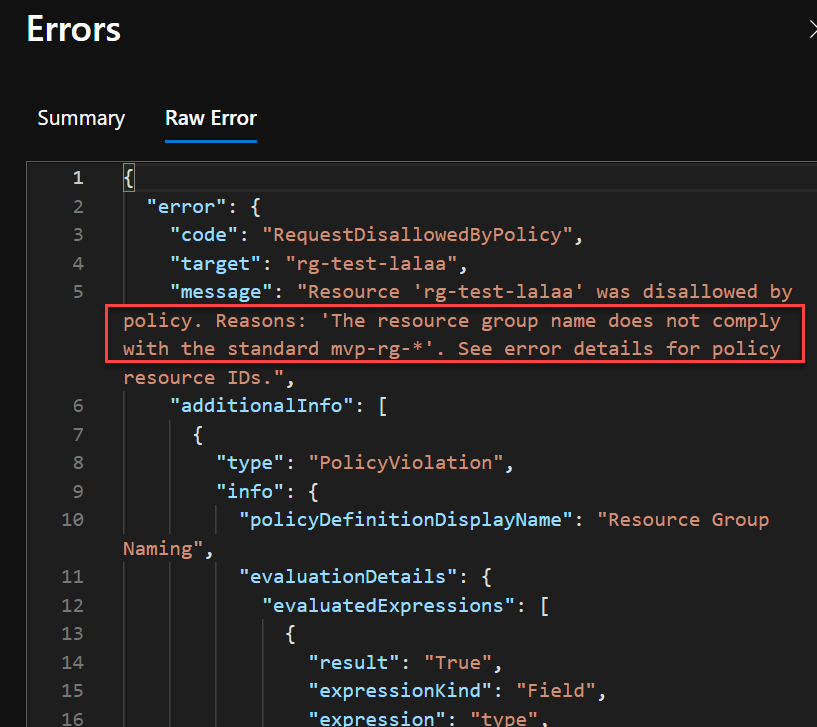 Errors
Summary
Raw Error
1 {
2 "error": {
3 "code": "RequestDisallowedByPolicy",
4 "target": "rg-test-lalaa",
5 "message": "Resource 'rg-test-lalaa' was disallowed by
policy. Reasons: 'The resource group name does not comply
with the standard mvp-rg-*'. See error details for policy
resource IDs.",
6 "additionalInfo": [
7 {
8 "type": "PolicyViolation",
9 "info": {
10 "policyDefinitionDisplayName": "Resource Group
Naming",
11 "evaluationDetails": {
12 "evaluatedExpressions": [
13 {
14 "result": "True",
15 "expressionKind": "Field",
16 "expression": "type",